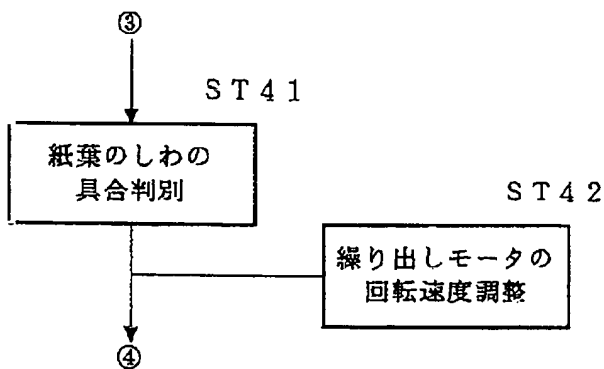 ③
ST41
紙葉のしわの
具合判別
ST42
繰り出しモータの
回転速度調整
④